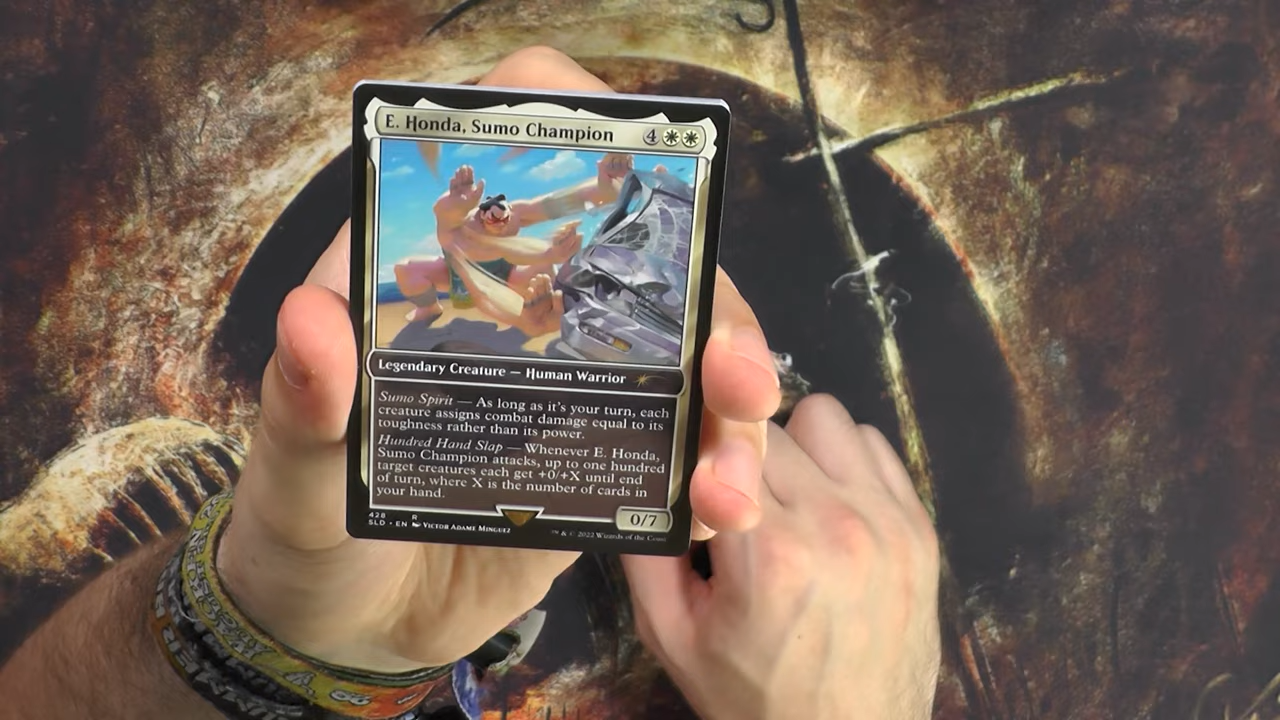 E. Honda, Sumo Champion 4
Legendary Creature — Human Warrior
Sumo Spirit — As long as it's your turn, each
creature assigns combat damage equal to its
toughness rather than its power.
Hundred Hand Slap — Whenever E. Honda,
Sumo Champion attacks, up to one hundred
target creatures each get +0/+X until end
of turn, where X is the number of cards in
your hand.
0/7
428 R
SLD • EN Victor Adame Minguez
™ & © 2022 Wizards of the Coast